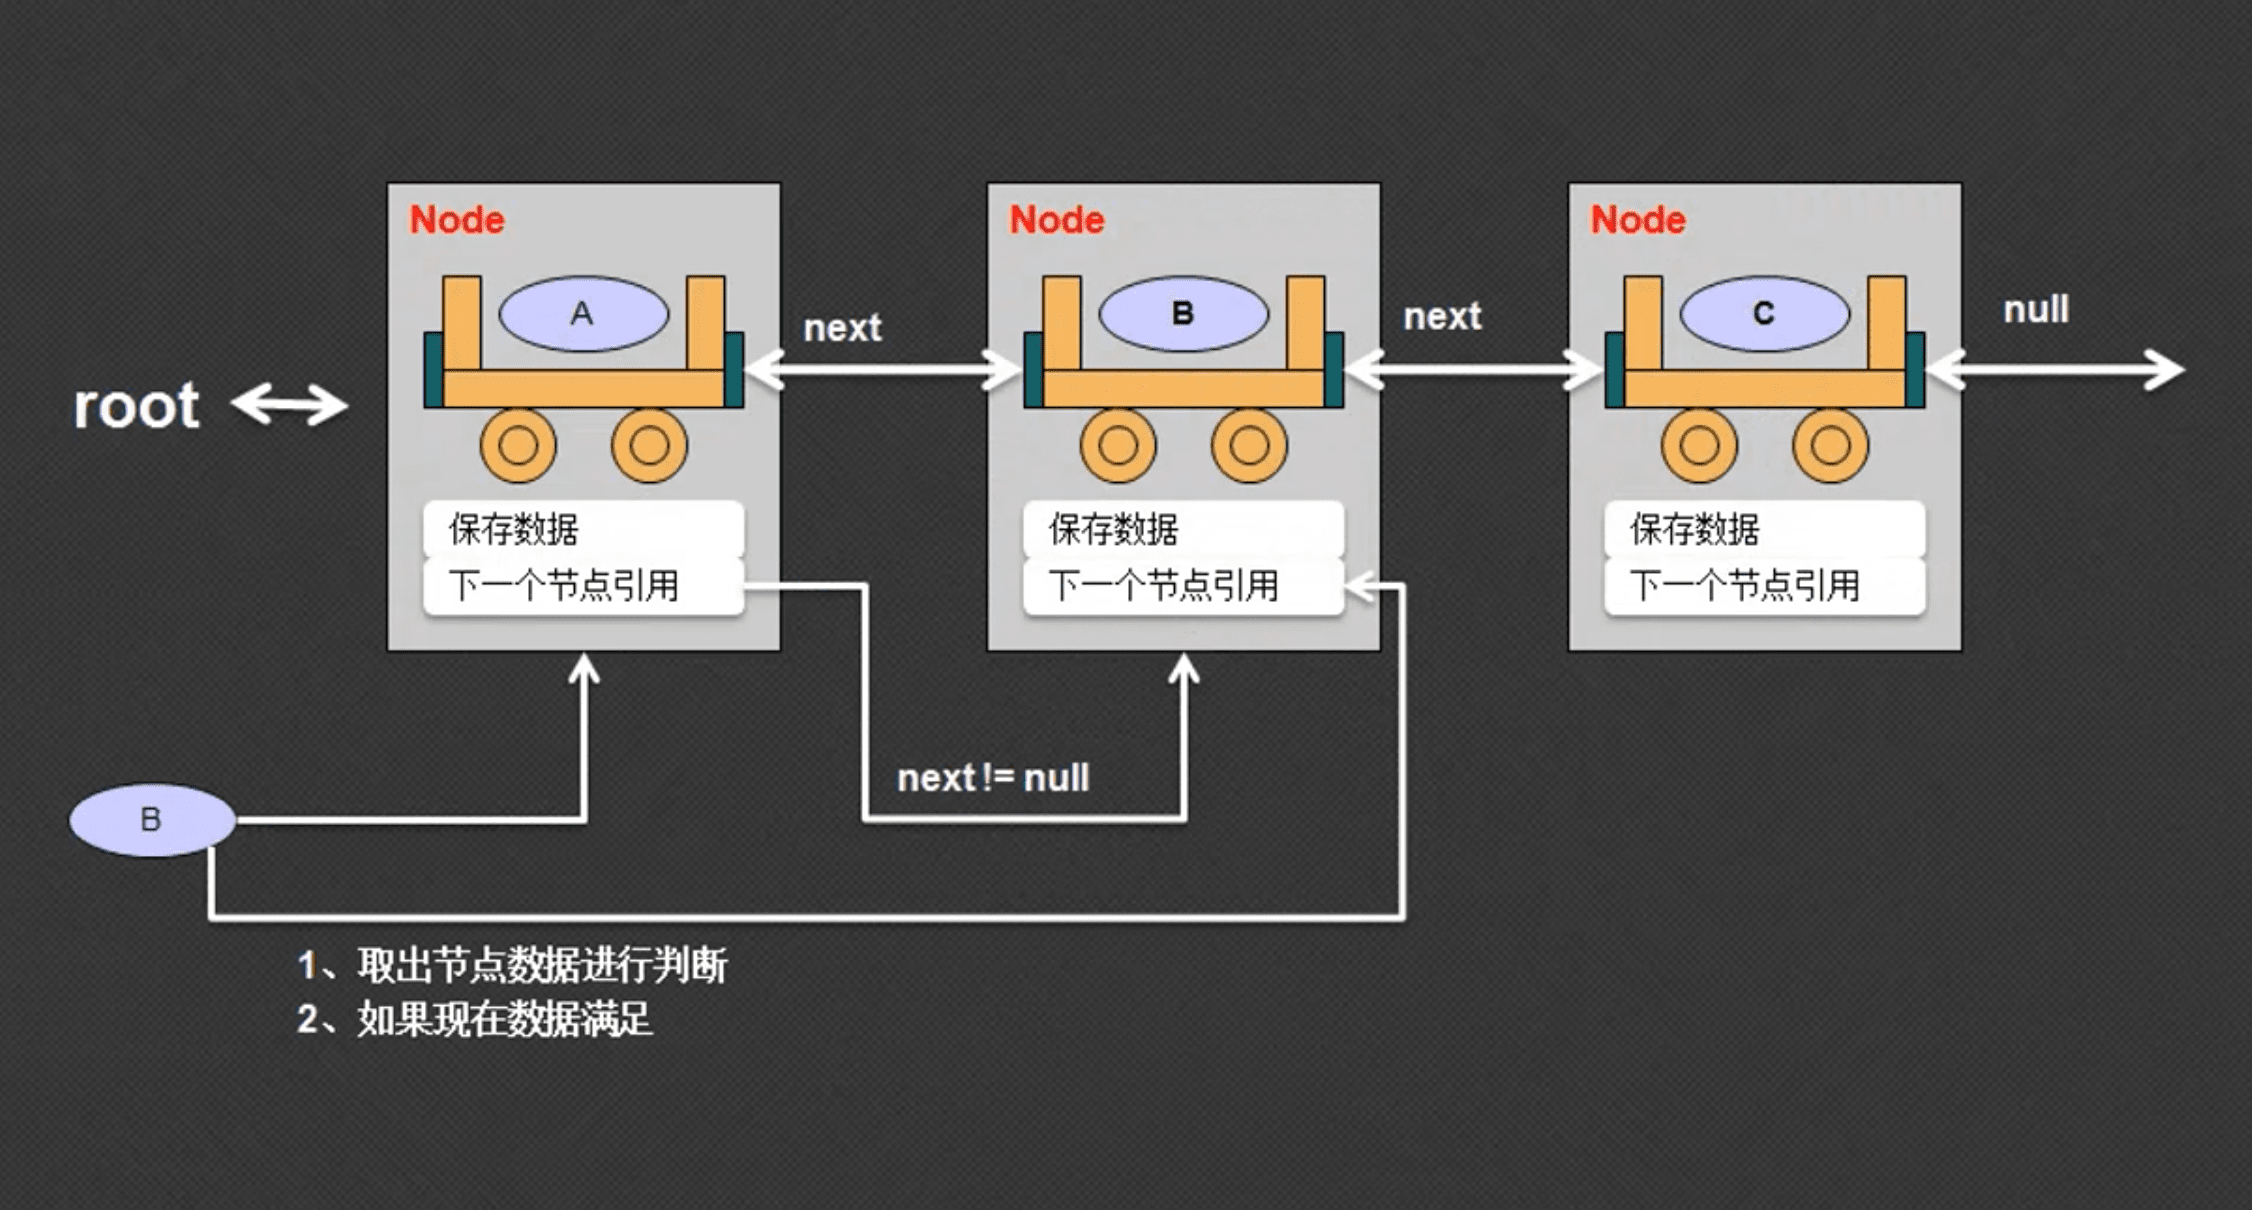 Node
Node
Node
A
B
C
next
next
null
root
保存数据
下一个节点引用
保存数据
下一个节点引用
保存数据
下一个节点引用
next != null
B
1、取出节点数据进行判断
2、如果现在数据满足